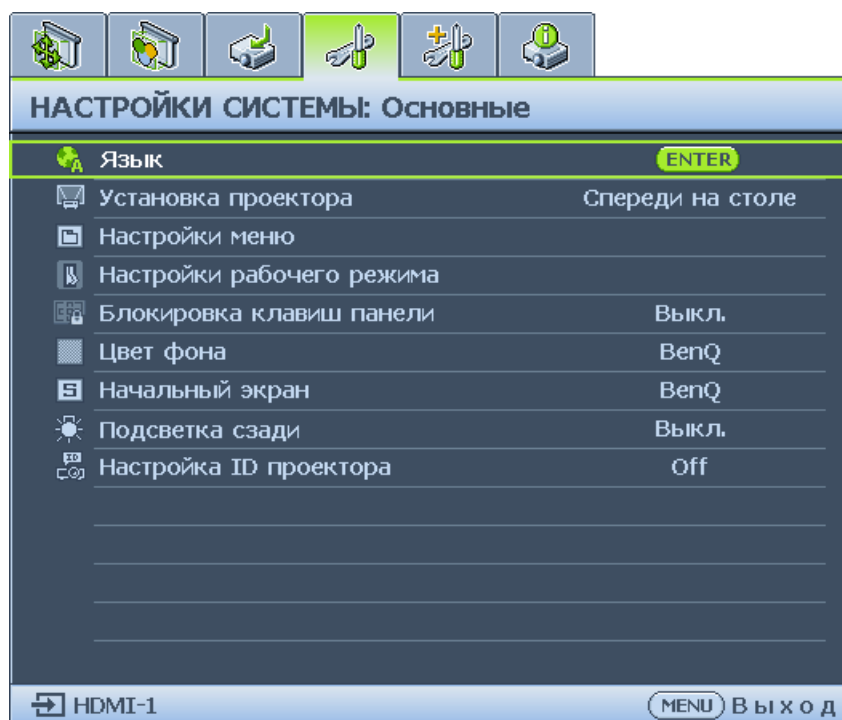 НАСТРОЙКИ СИСТЕМЫ: Основные
Язык ENTER
Установка проектора Спереди на столе
Настройки меню
Настройки рабочего режима
Блокировка клавиш панели Выкл.
Цвет фона BenQ
Начальный экран BenQ
Подсветка сзади Выкл.
Настройка ID проектора Off
HDMI-1 MENU Выход